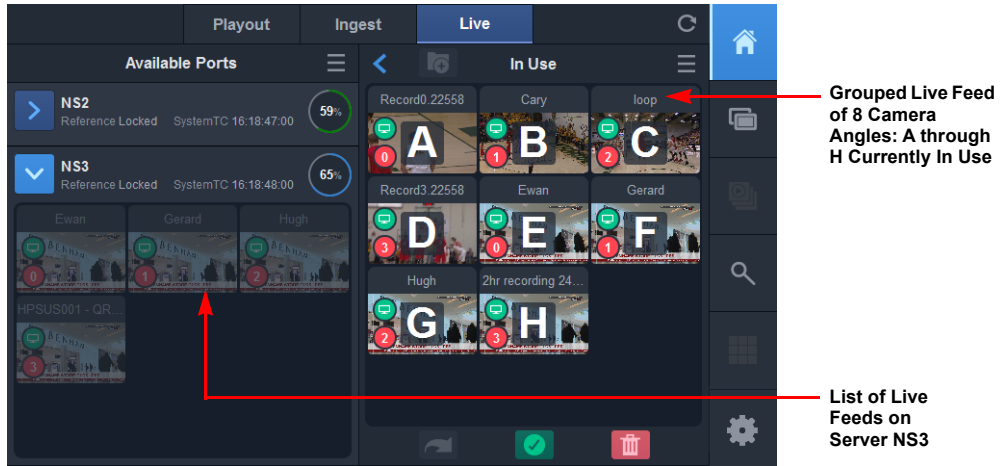 Playout
Ingest
Live
Available Ports
In Use
NS2
Reference Locked SystemTC 16:18:47:00
59%
NS3
Reference Locked SystemTC 16:18:48:00
65%
Ewan
0
Gerard
1
Hugh
2
HPSUS001 - QR...
3
Record0.22558
0
A
Cary
1
B
loop
2
C
Record3.22558
3
D
Ewan
0
E
Gerard
1
F
Hugh
2
G
2hr recording 24...
3
H
Grouped Live Feed
of 8 Camera
Angles: A through
H Currently In Use
List of Live
Feeds on
Server NS3